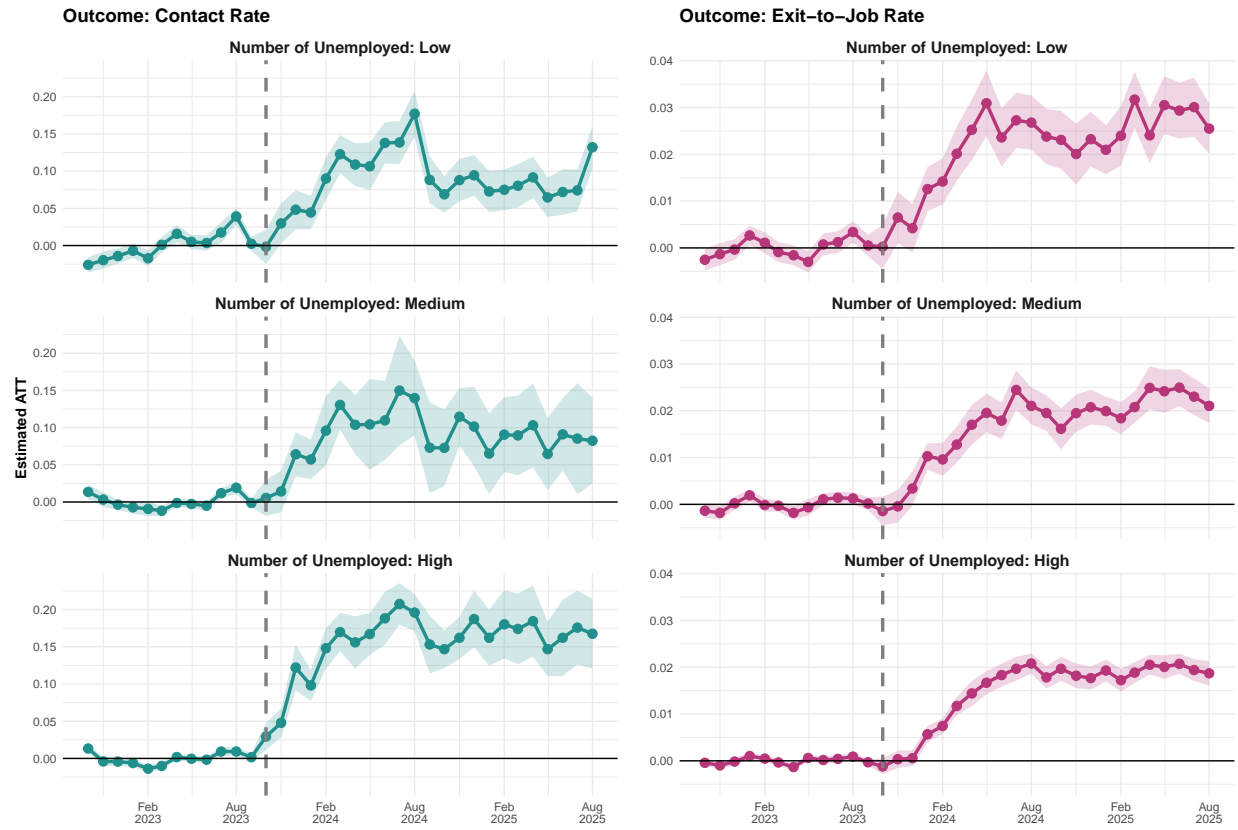 Outcome: Contact Rate
Number of Unemployed: Low
0.20
0.15
0.10
0.05
0.00
Number of Unemployed: Medium
0.20
0.15
0.10
0.05
0.00
Number of Unemployed: High
0.20
0.15
0.10
0.05
0.00
Feb
2023
Aug
2023
Feb
2024
Aug
2024
Feb
2025
Aug
2025
Estimated ATT
Outcome: Exit−to−Job Rate
Number of Unemployed: Low
0.04
0.03
0.02
0.01
0.00
Number of Unemployed: Medium
0.04
0.03
0.02
0.01
0.00
Number of Unemployed: High
0.04
0.03
0.02
0.01
0.00
Feb
2023
Aug
2023
Feb
2024
Aug
2024
Feb
2025
Aug
2025